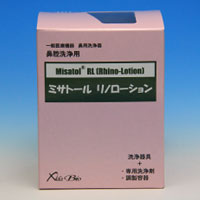 一般医療機器 鼻用洗浄器
鼻腔洗浄用
Misatol® RL (Rhino-Lotion)
ミサトール リノローション
洗浄器具
+
・専用洗浄剤
・調製容器